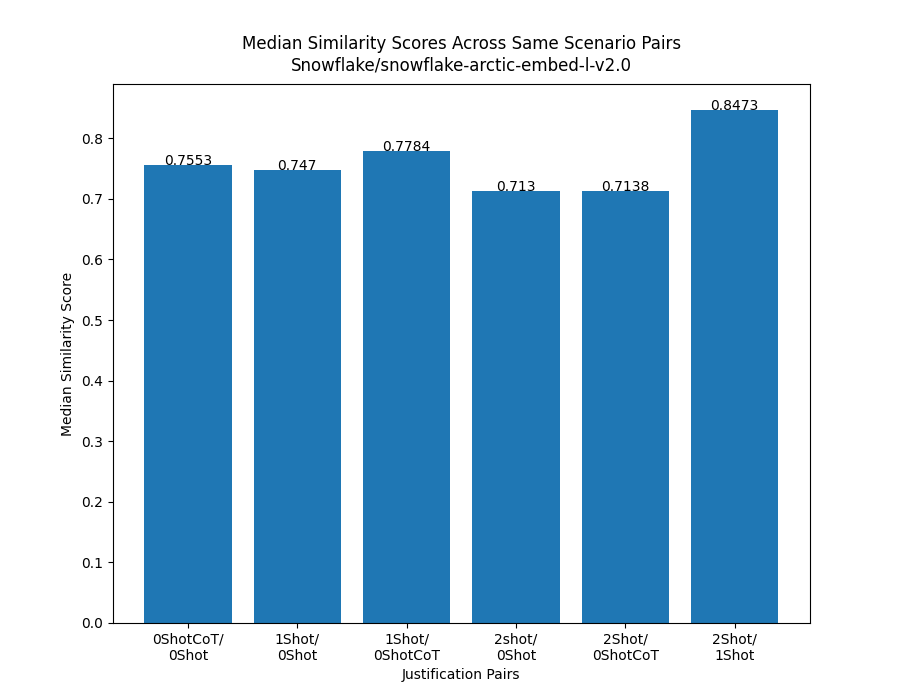 Median Similarity Scores Across Same Scenario Pairs
Snowflake/snowflake-arctic-embed-l-v2.0
0.8473
0.7784
0.7553
0.747
0.713
0.7138
Median Similarity Score
0.8
0.7
0.6
0.5
0.4
0.3
0.2
0.1
0.0
0ShotCoT/
0Shot
1Shot/
0Shot
1Shot/
0ShotCoT
2shot/
0Shot
2Shot/
0ShotCoT
2Shot/
1Shot
Justification Pairs